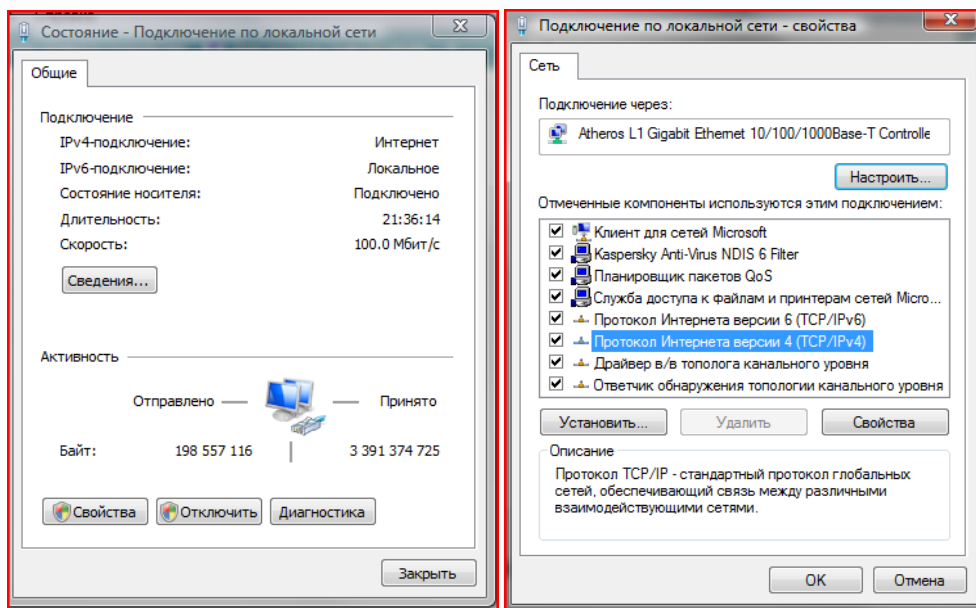 Состояние - Подключение по локальной сети
Общие
Подключение
IPv4-подключение: Интернет
IPv6-подключение: Локальное
Состояние носителя: Подключено
Длительность: 21:36:14
Скорость: 100.0 Мбит/с
Сведения...
Активность
Отправлено — — Принято
Байт: 198 557 116 | 3 391 374 725
Свойства Отключить Диагностика
Закрыть
Подключение по локальной сети - свойства
Сеть
Подключение через:
Atheros L1 Gigabit Ethernet 10/100/1000Base-T Controlle
Настроить...
Отмеченные компоненты используются этим подключением:
Клиент для сетей Microsoft
Kaspersky Anti-Virus NDIS 6 Filter
Планировщик пакетов QoS
Служба доступа к файлам и принтерам сетей Micro...
Протокол Интернета версии 6 (TCP/IPv6)
Протокол Интернета версии 4 (TCP/IPv4)
Драйвер в/в тополога канального уровня
Ответчик обнаружения топологии канального уровня
Установить... Удалить Свойства
Описание
Протокол TCP/IP - стандартный протокол глобальных
сетей, обеспечивающий связь между различными
взаимодействующими сетями.
OK Отмена